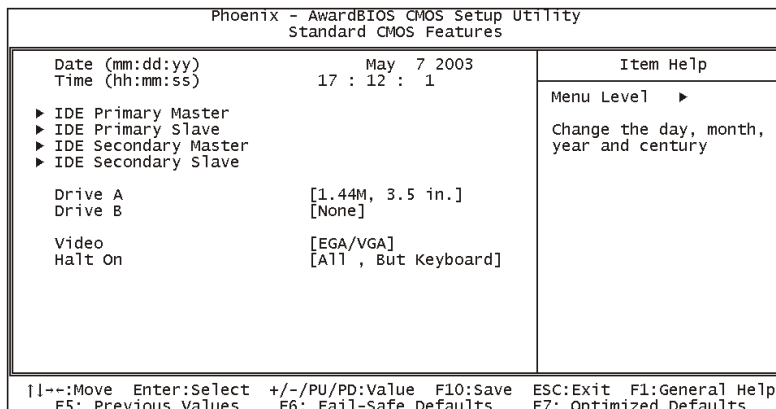 Phoenix - AwardBIOS CMOS Setup Utility
Standard CMOS Features
Date (mm:dd:yy) May 7 2003
Time (hh:mm:ss) 17 : 12 : 1
▶ IDE Primary Master
▶ IDE Primary Slave
▶ IDE Secondary Master
▶ IDE Secondary Slave
Drive A [1.44M, 3.5 in.]
Drive B [None]
Video [EGA/VGA]
Halt On [All , But Keyboard]
Item Help
Menu Level ▶
Change the day, month,
year and century
↑↓→←:Move Enter:Select +/-/PU/PD:Value F10:Save ESC:Exit F1:General Help
F5: Previous Values F6: Fail-Safe Defaults F7: Optimized Defaults